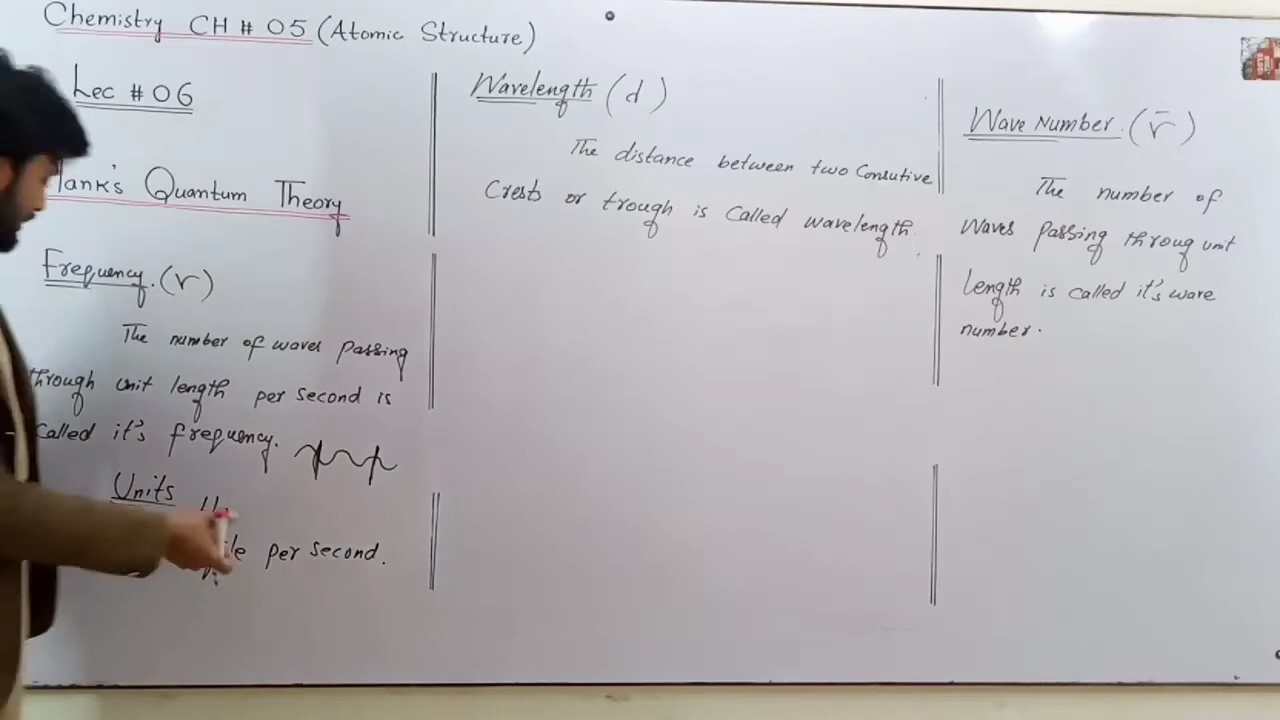 Chemistry CH # 05 (Atomic Structure)
Lec # 06
Quantum Theory
Frequency. (ν)
The number of waves passing
through unit length per second is
called it's frequency.
Units
per second.
Wavelength (d)
The distance between two Consutive
Crests or trough is Called wavelength.
Wave Number. (ν̄)
The number of
waves passing throug unit
length is called it's wave
number.